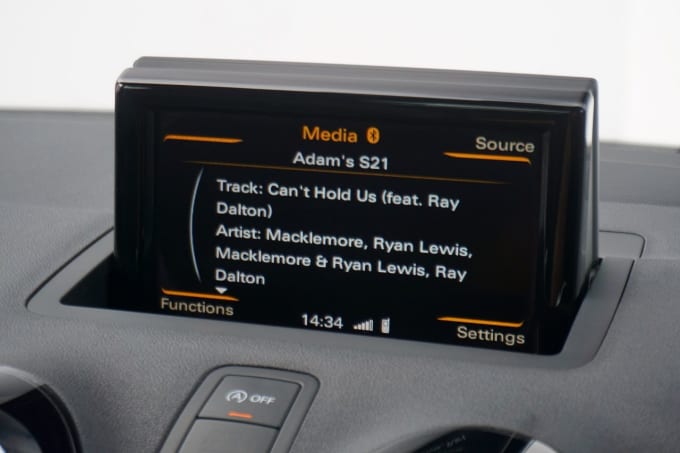 Media
Source
Adam's S21
Track: Can't Hold Us (feat. Ray
Dalton)
Artist: Macklemore, Ryan Lewis,
Macklemore & Ryan Lewis, Ray
Dalton
Functions
14:34
Settings
A OFF